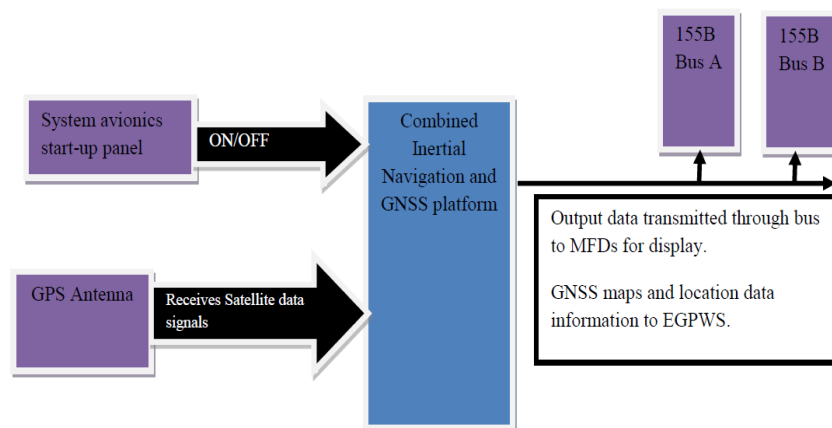 155B
Bus A
155B
Bus B
System avionics
start-up panel
ON/OFF
Combined
Inertial
Navigation and
GNSS platform
Output data transmitted through bus
to MFDs for display.
GNSS maps and location data
information to EGPWS.
GPS Antenna
Receives Satellite data
signals